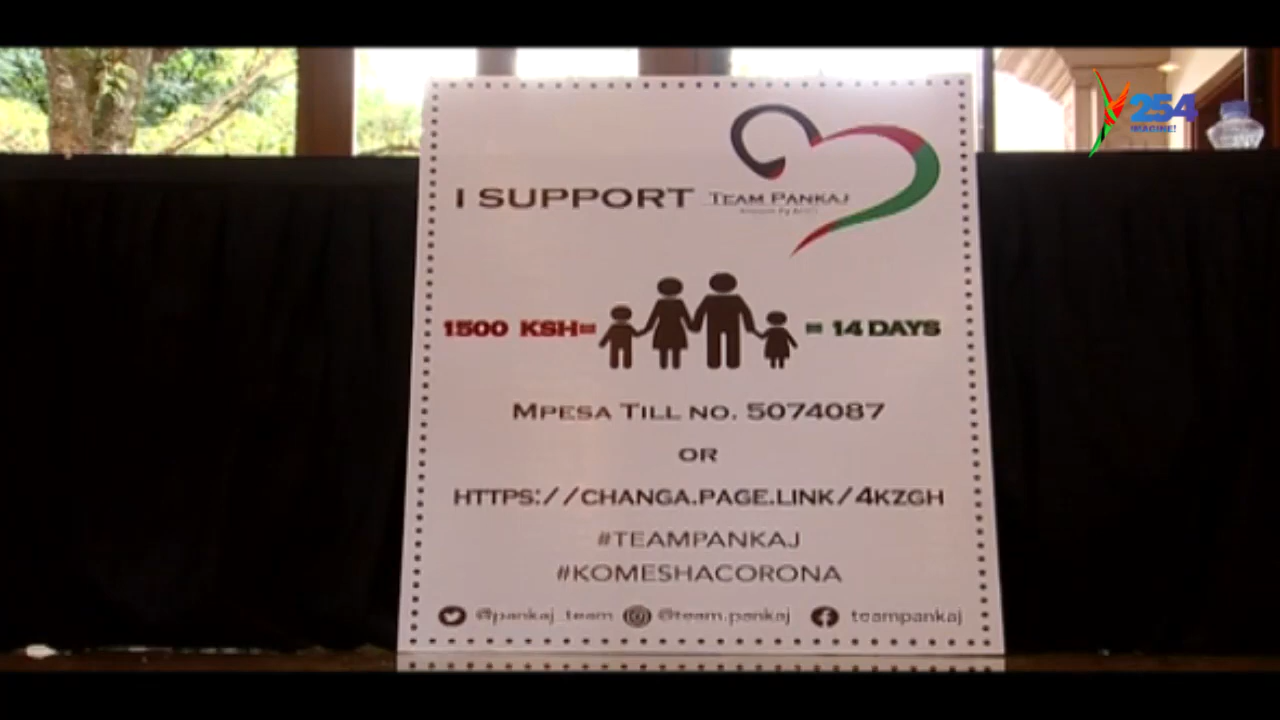 254
IMAGINE!
I SUPPORT TEAM PANKAJ
1500 KSH= = 14 DAYS
MPESA TILL NO. 5074087
OR
HTTPS://CHANGA.PAGE.LINK/4KZGH
#TEAMPANKAJ
#KOMESHACORONA
@pankaj_team @team.pankaj teampankaj